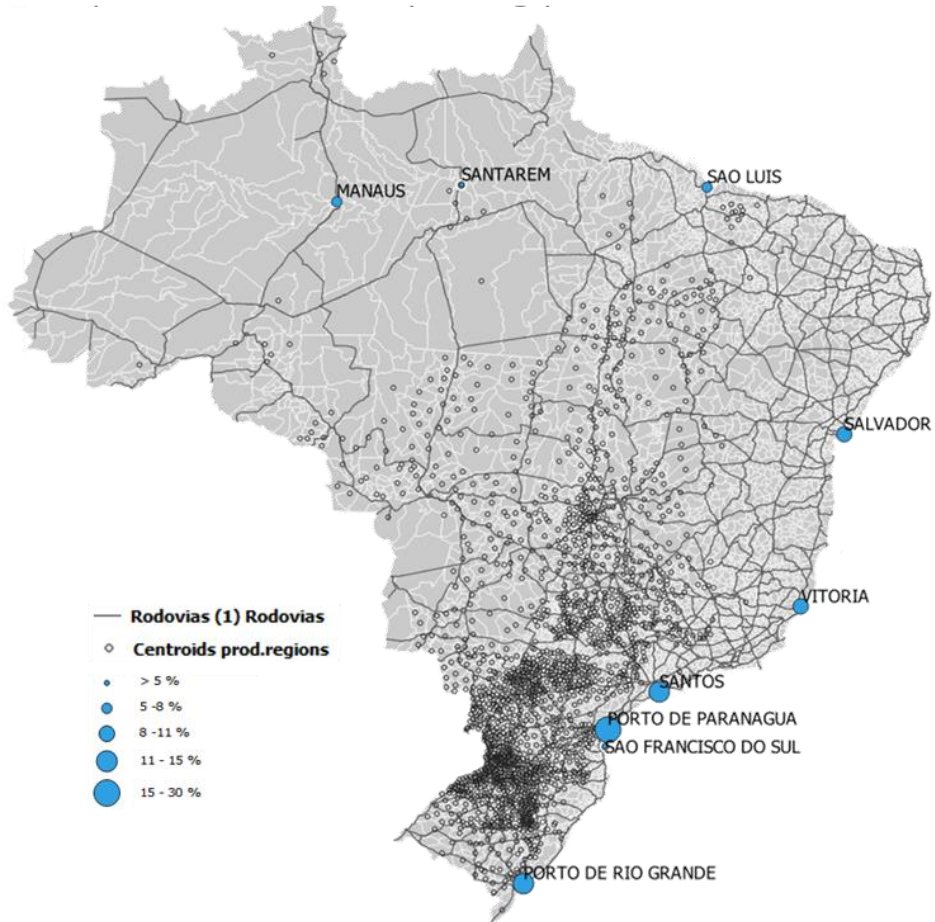 SANTAREM
SAO LUIS
MANAUS
SALVADOR
VITORIA
Rodovias (1) Rodovias
Centroids prod.regions
> 5 %
5 -8 %
8 -11 %
11 - 15 %
15 - 30 %
SANTOS
PORTO DE PARANAGUA
SAO FRANCISCO DO SUL
PORTO DE RIO GRANDE